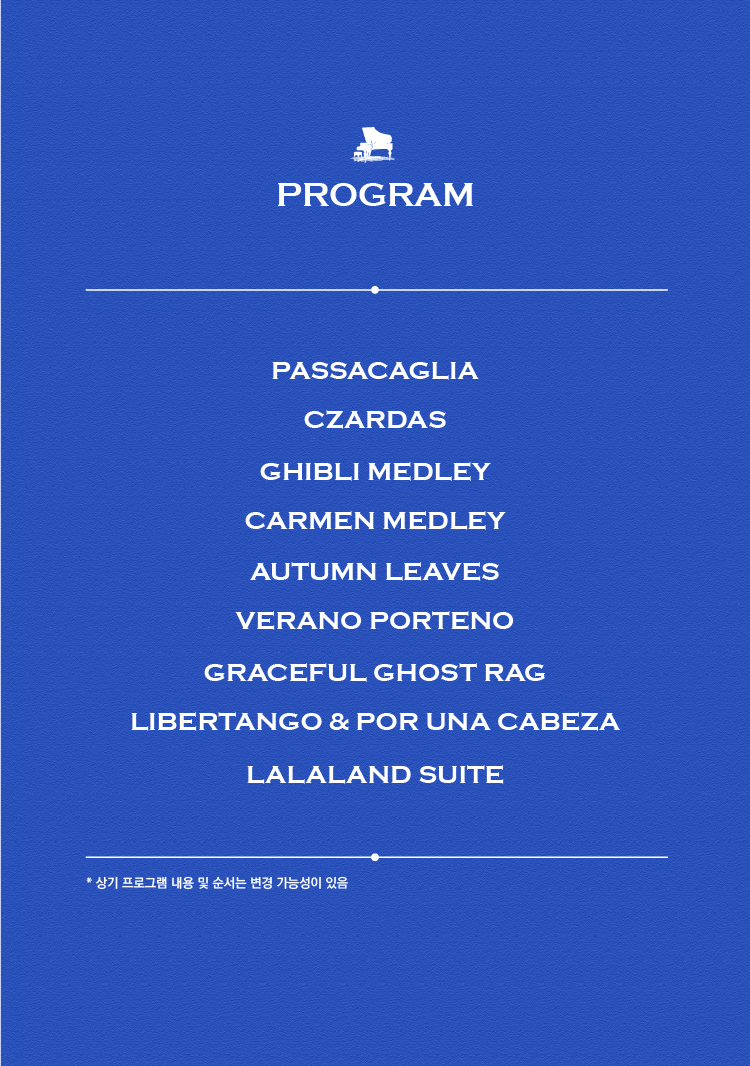 PROGRAM
PASSACAGLIA
CZARDAS
GHIBLI MEDLEY
CARMEN MEDLEY
AUTUMN LEAVES
VERANO PORTENO
GRACEFUL GHOST RAG
LIBERTANGO & POR UNA CABEZA
LALALAND SUITE
* 상기 프로그램 내용 및 순서는 변경 가능성이 있음